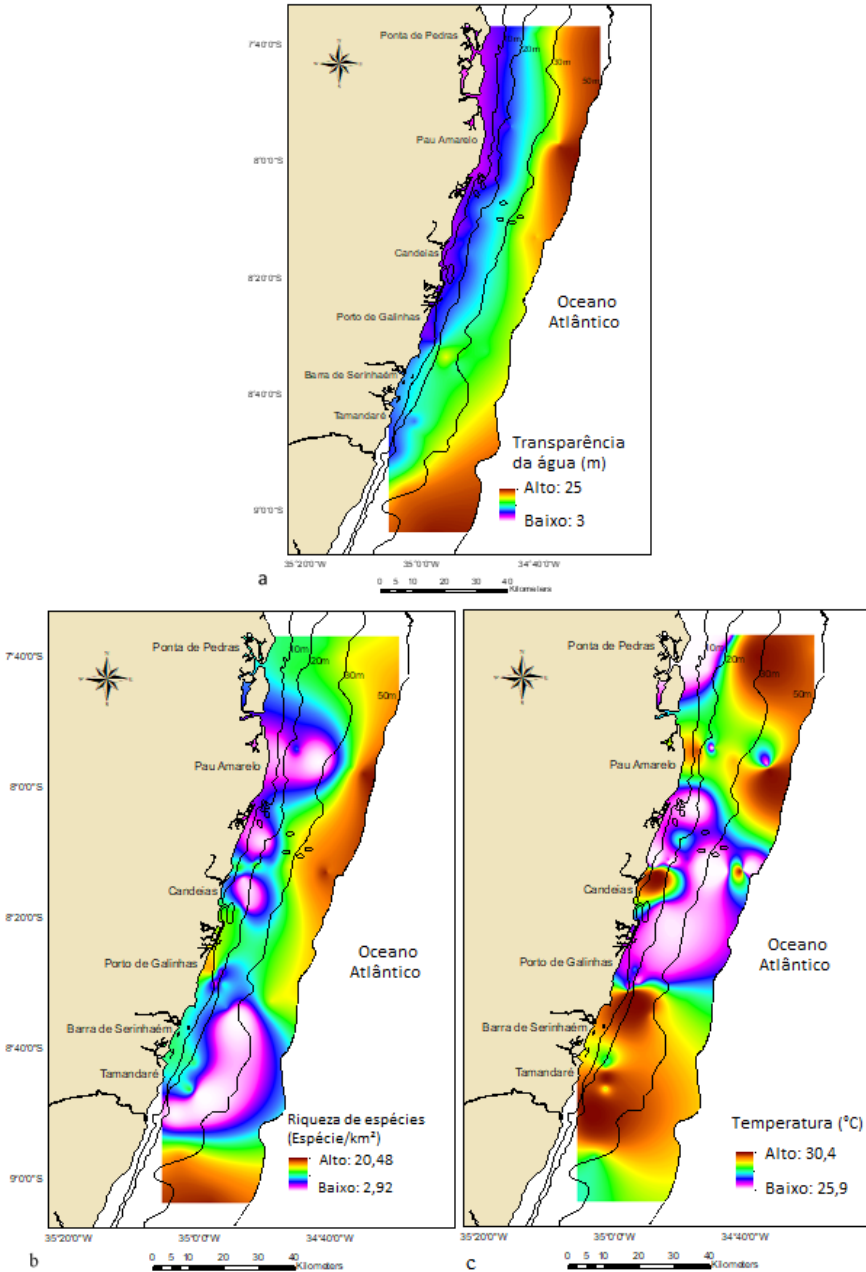 Ponta de Pedras
7°40'0"S
10m
20m
30m
50m
Pau Amarelo
8°0'0"S
Candeias
8°20'0"S
Porto de Galinhas
Oceano
Atlântico
Barra de Serinhaém
8°40'0"S
Tamandaré
Transparência
da água (m)
Alto: 25
Baixo: 3
9°0'0"S
35°20'0"W
35°0'0"W
34°40'0"W
a
0 5 10 20 30 40
Kilometers
Ponta de Pedras
7°40'0"S
10m
20m
30m
50m
Pau Amarelo
8°0'0"S
Candeias
8°20'0"S
Porto de Galinhas
Oceano
Atlântico
Barra de Serinhaém
8°40'0"S
Tamandaré
Riqueza de espécies
(Espécie/km²)
Alto: 20,48
Baixo: 2,92
9°0'0"S
35°20'0"W
35°0'0"W
34°40'0"W
b
0 5 10 20 30 40
Kilometers
Ponta de Pedras
10m
20m
30m
50m
Pau Amarelo
Candeias
Porto de Galinhas
Oceano
Atlântico
Barra de Serinhaém
Tamandaré
Temperatura (°C)
Alto: 30,4
Baixo: 25,9
35°20'0"W
35°0'0"W
34°40'0"W
c
0 5 10 20 30 40
Kilometers